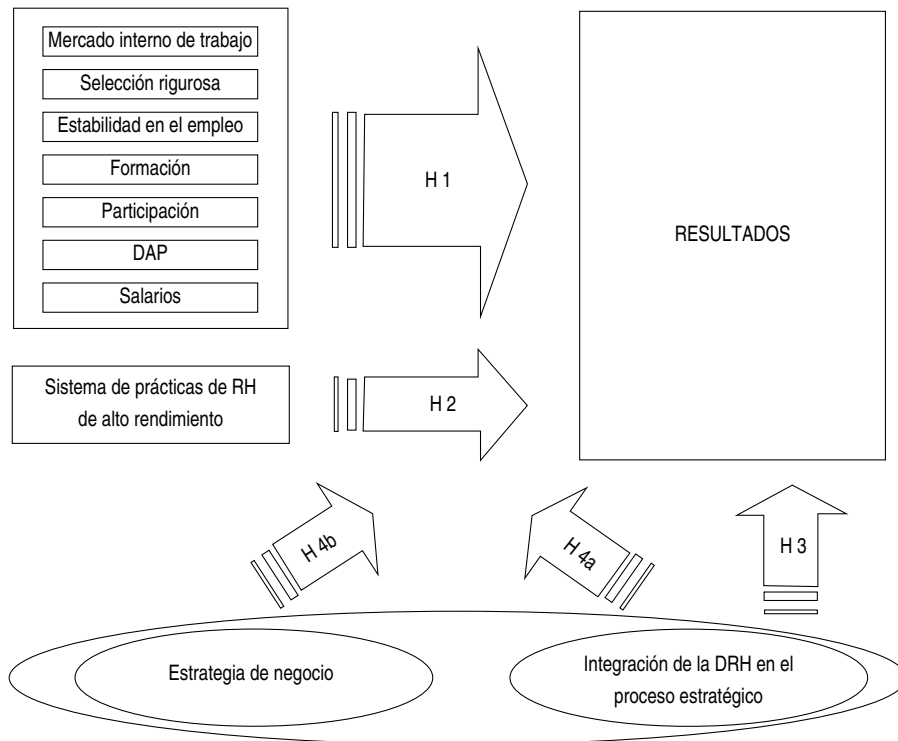 Mercado interno de trabajo
Selección rigurosa
Estabilidad en el empleo
Formación
Participación
DAP
Salarios
H 1
RESULTADOS
Sistema de prácticas de RH
de alto rendimiento
H 2
H 4b
H 4a
H 3
Estrategia de negocio
Integración de la DRH en el
proceso estratégico